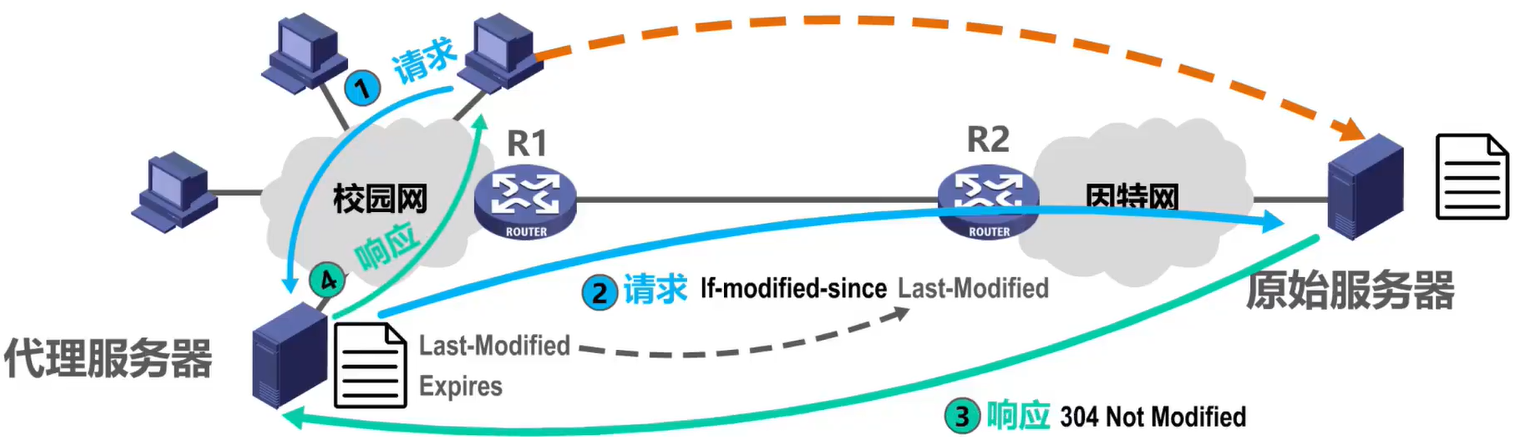 1 请求
R1
R2
校园网
ROUTER
ROUTER
因特网
4 响应
2 请求 If-modified-since Last-Modified
原始服务器
代理服务器
Last-Modified
Expires
3 响应 304 Not Modified